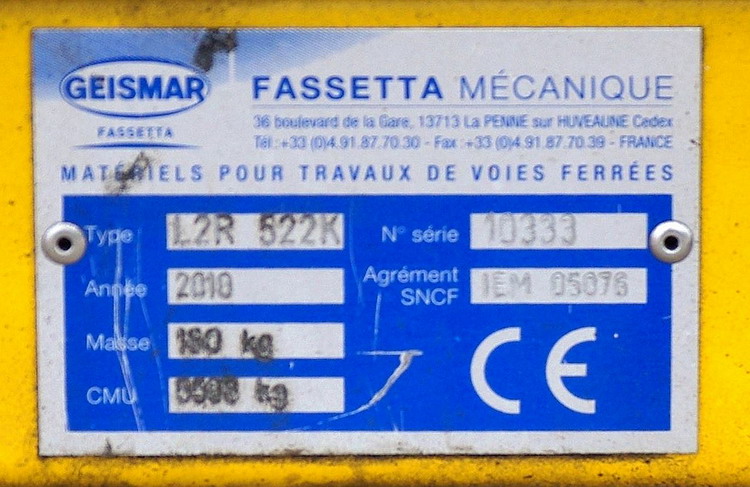 GEISMAR
FASSETTA
FASSETTA MÉCANIQUE
36 boulevard de la Gare, 13713 La PENNE sur HUVEAUNE Cedex
Tél : +33 (0)4.91.87.70.30 - Fax : +33 (0)4.91.87.70.39 - FRANCE
MATÉRIELS POUR TRAVAUX DE VOIES FERRÉES
Type L2R 522K
N° série 10333
Année 2010
Agrément SNCF IEM 05076
Masse kg
CMU kg
CE